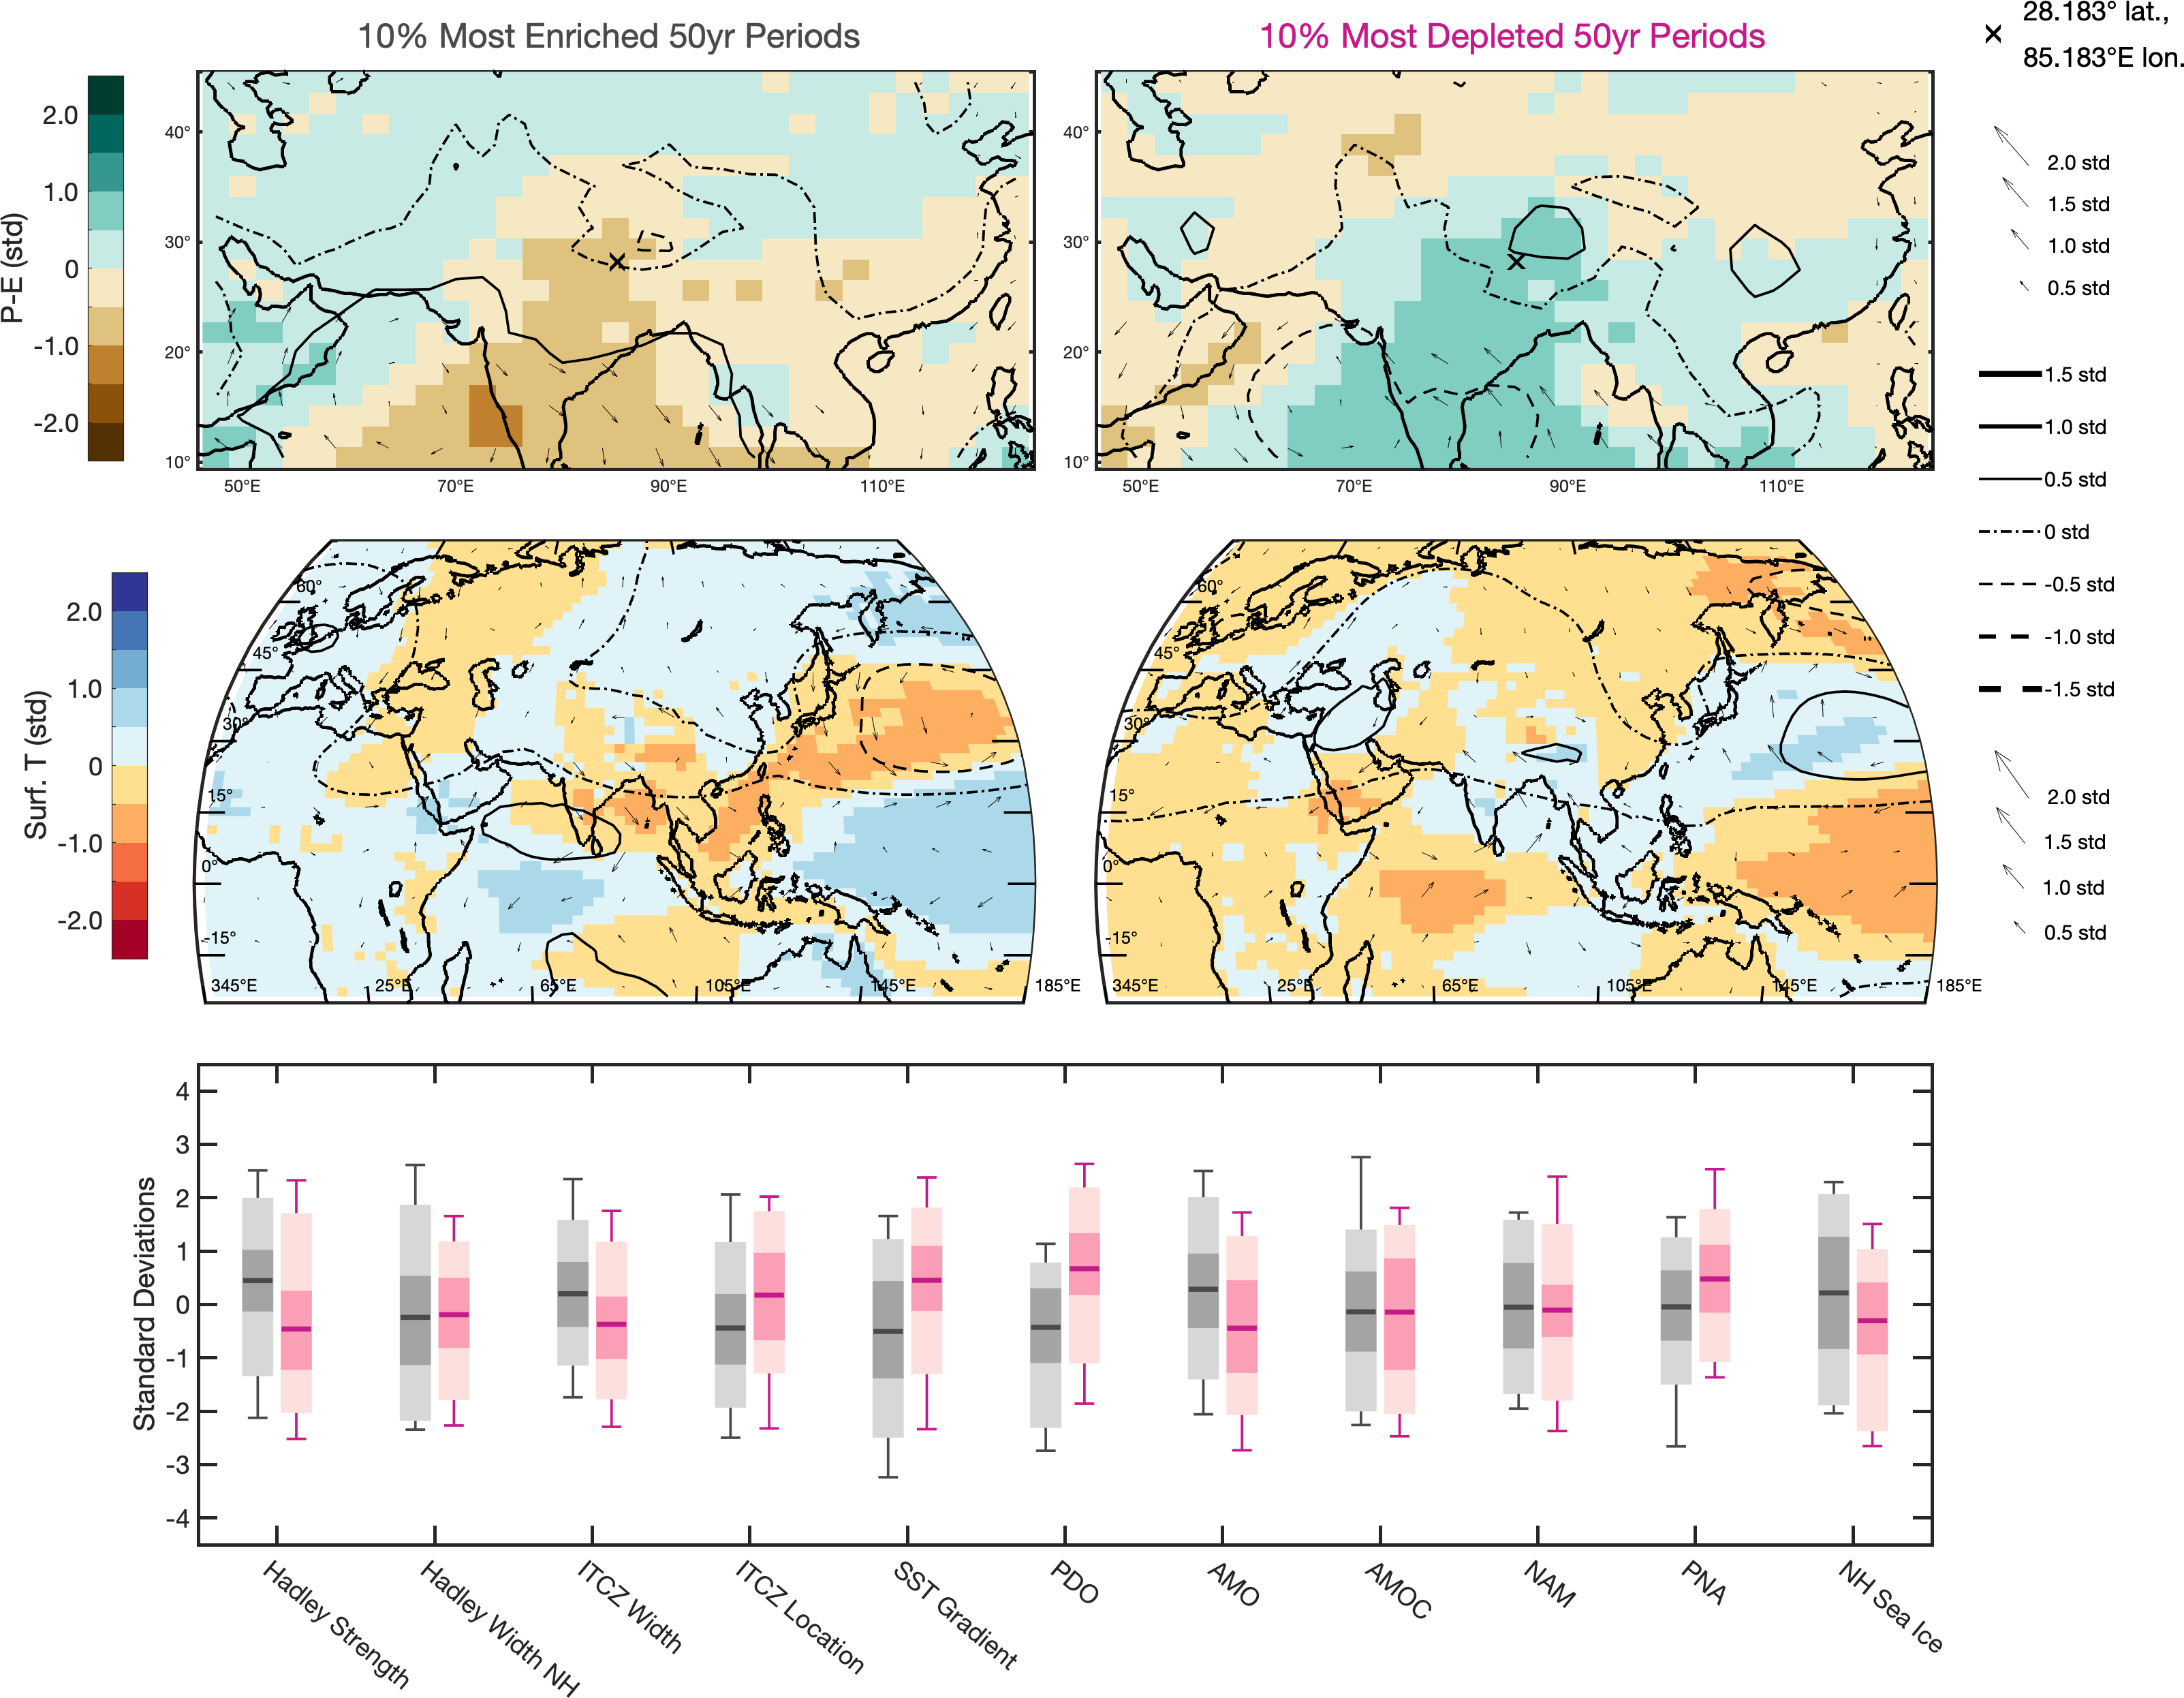 10% Most Enriched 50yr Periods
10% Most Depleted 50yr Periods
28.183° lat.,
85.183°E lon.
P-E (std)
2.0
1.0
0
-1.0
-2.0
40°
30°
20°
10°
50°E
70°E
90°E
110°E
40°
30°
20°
10°
50°E
70°E
90°E
110°E
2.0 std
1.5 std
1.0 std
0.5 std
1.5 std
1.0 std
0.5 std
0 std
-0.5 std
-1.0 std
-1.5 std
Surf. T (std)
2.0
1.0
0
-1.0
-2.0
60°
45°
30°
15°
0°
-15°
345°E
25°E
65°E
105°E
145°E
185°E
60°
45°
30°
15°
0°
-15°
345°E
25°E
65°E
105°E
145°E
185°E
2.0 std
1.5 std
1.0 std
0.5 std
Standard Deviations
4
3
2
1
0
-1
-2
-3
-4
Hadley Strength
Hadley Width NH
ITCZ Width
ITCZ Location
SST Gradient
PDO
AMO
AMOC
NAM
PNA
NH Sea Ice